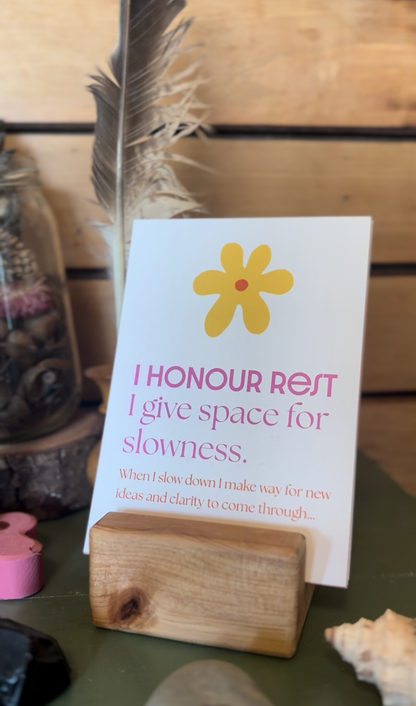 I HONOUR REST
I give space for
slowness.
When I slow down I make way for new
ideas and clarity to come through...